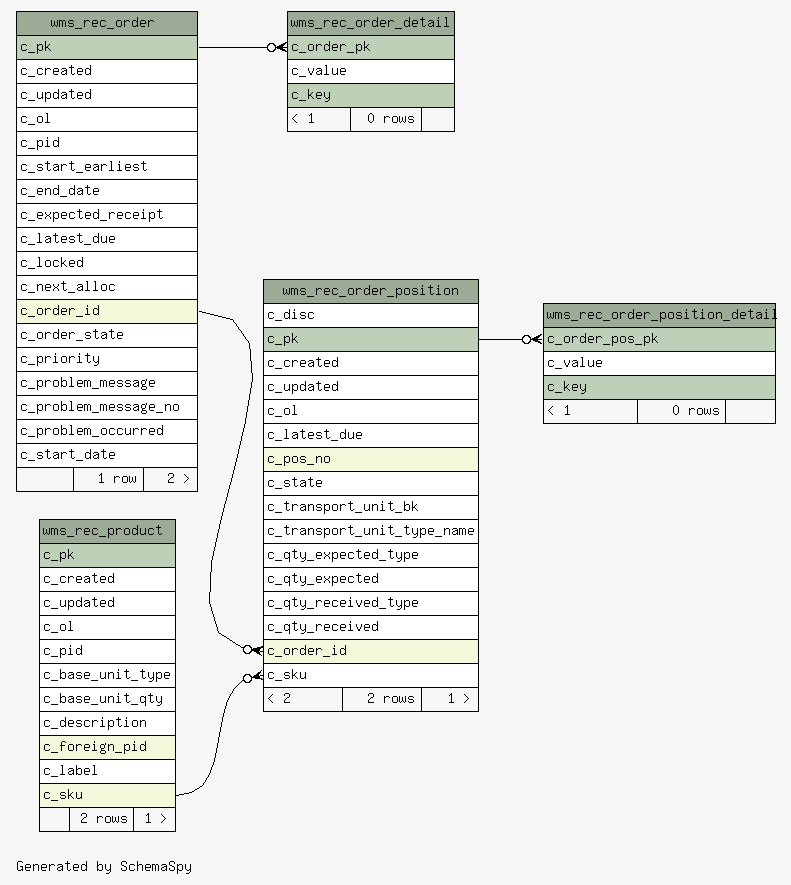 wms_rec_order
c_pk
c_created
c_updated
c_ol
c_pid
c_start_earliest
c_end_date
c_expected_receipt
c_latest_due
c_locked
c_next_alloc
c_order_id
c_order_state
c_priority
c_problem_message
c_problem_message_no
c_problem_occurred
c_start_date
1 row 2 >
wms_rec_order_detail
c_order_pk
c_value
c_key
< 1 0 rows
wms_rec_order_position
c_disc
c_pk
c_created
c_updated
c_ol
c_latest_due
c_pos_no
c_state
c_transport_unit_bk
c_transport_unit_type_name
c_qty_expected_type
c_qty_expected
c_qty_received_type
c_qty_received
c_order_id
c_sku
< 2 2 rows 1 >
wms_rec_order_position_detail
c_order_pos_pk
c_value
c_key
< 1 0 rows
wms_rec_product
c_pk
c_created
c_updated
c_ol
c_pid
c_base_unit_type
c_base_unit_qty
c_description
c_foreign_pid
c_label
c_sku
2 rows 1 >
Generated by SchemaSpy